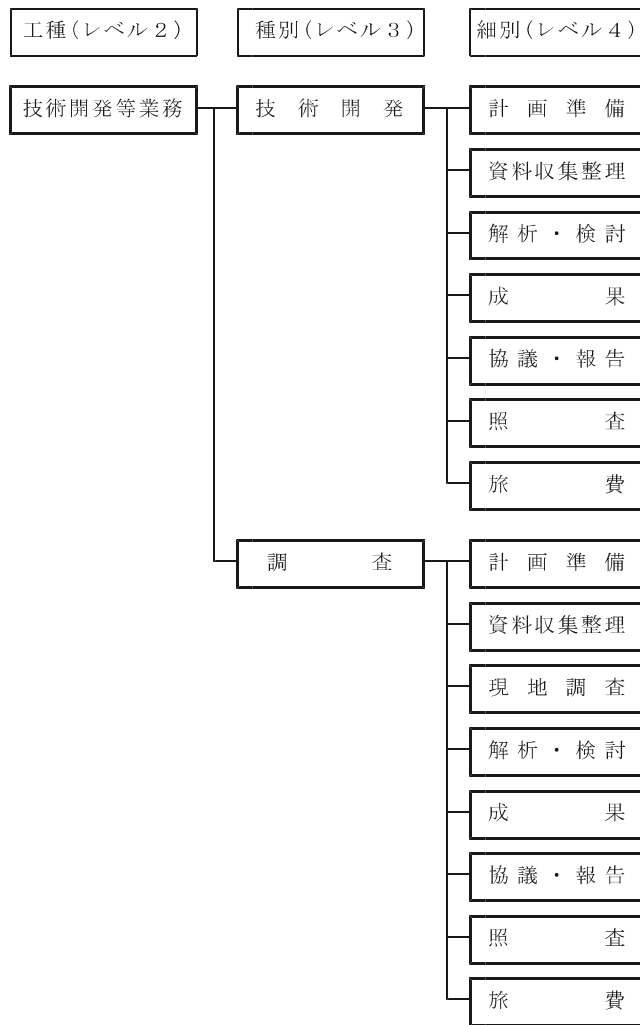 工種(レベル2) 種別(レベル3) 細別(レベル4)
技術開発等業務 技術開発 計画準備
資料収集整理
解析・検討
成果
協議・報告
照査
旅費
調査 計画準備
資料収集整理
現地調査
解析・検討
成果
協議・報告
照査
旅費